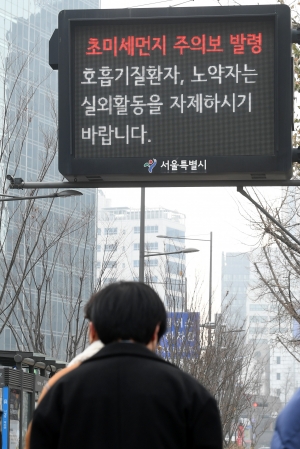 초미세먼지 주의보 발령
호흡기질환자, 노약자는
실외활동을 자제하시기
바랍니다.
서울특별시